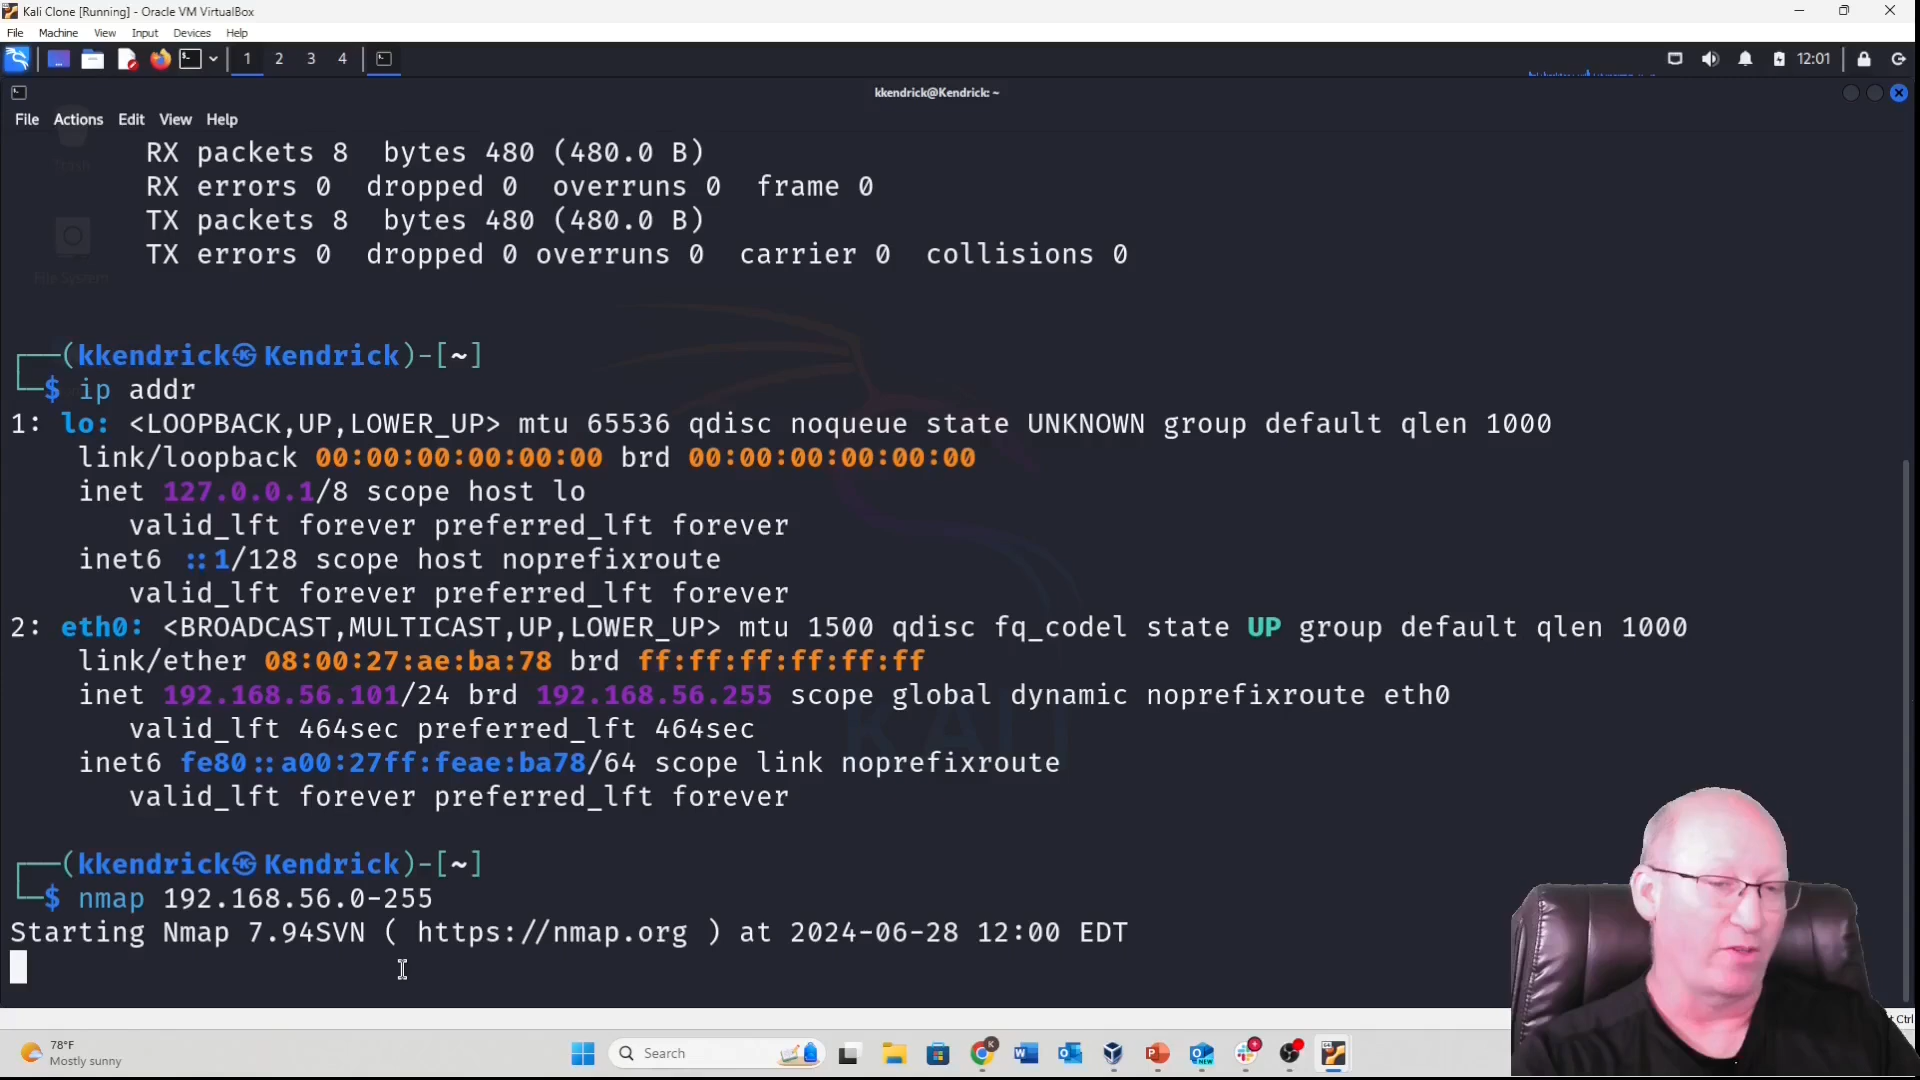 Kali Clone [Running] - Oracle VM VirtualBox
File Machine View Input Devices Help
1 2 3 4
12:01
kkendrick@Kendrick: ~
File Actions Edit View Help
Trash
File System
RX packets 8  bytes 480 (480.0 B)
RX errors 0  dropped 0  overruns 0  frame 0
TX packets 8  bytes 480 (480.0 B)
TX errors 0  dropped 0 overruns 0  carrier 0  collisions 0
┌──(kkendrick㉿Kendrick)-[~]
└─$ ip addr
1: lo: <LOOPBACK,UP,LOWER_UP> mtu 65536 qdisc noqueue state UNKNOWN group default qlen 1000
link/loopback 00:00:00:00:00:00 brd 00:00:00:00:00:00
inet 127.0.0.1/8 scope host lo
valid_lft forever preferred_lft forever
inet6 ::1/128 scope host noprefixroute
valid_lft forever preferred_lft forever
2: eth0: <BROADCAST,MULTICAST,UP,LOWER_UP> mtu 1500 qdisc fq_codel state UP group default qlen 1000
link/ether 08:00:27:ae:ba:78 brd ff:ff:ff:ff:ff:ff
inet 192.168.56.101/24 brd 192.168.56.255 scope global dynamic noprefixroute eth0
valid_lft 464sec preferred_lft 464sec
inet6 fe80::a00:27ff:feae:ba78/64 scope link noprefixroute
valid_lft forever preferred_lft forever
KALI
┌──(kkendrick㉿Kendrick)-[~]
└─$ nmap 192.168.56.0-255
Starting Nmap 7.94SVN ( https://nmap.org ) at 2024-06-28 12:00 EDT
Ctrl
78°F
Mostly sunny
Search